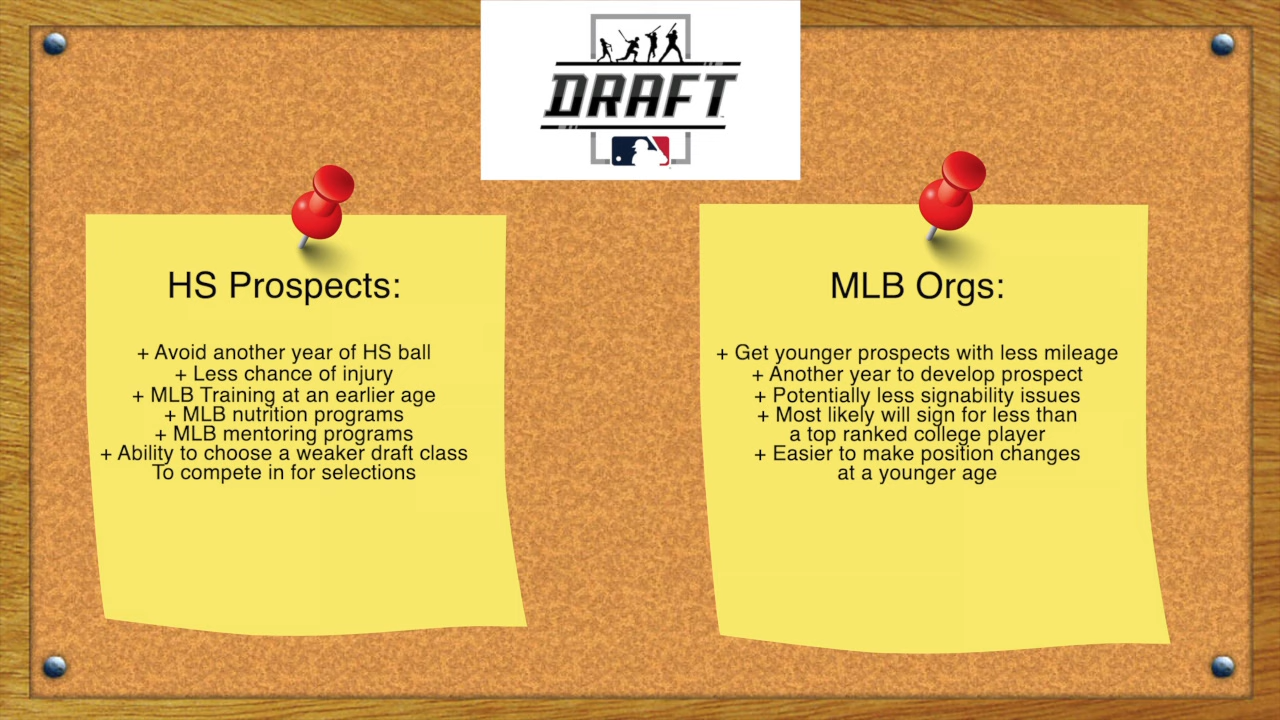 DRAFT
HS Prospects:
+ Avoid another year of HS ball
+ Less chance of injury
+ MLB Training at an earlier age
+ MLB nutrition programs
+ MLB mentoring programs
+ Ability to choose a weaker draft class
To compete in for selections
MLB Orgs:
+ Get younger prospects with less mileage
+ Another year to develop prospect
+ Potentially less signability issues
+ Most likely will sign for less than
a top ranked college player
+ Easier to make position changes
at a younger age